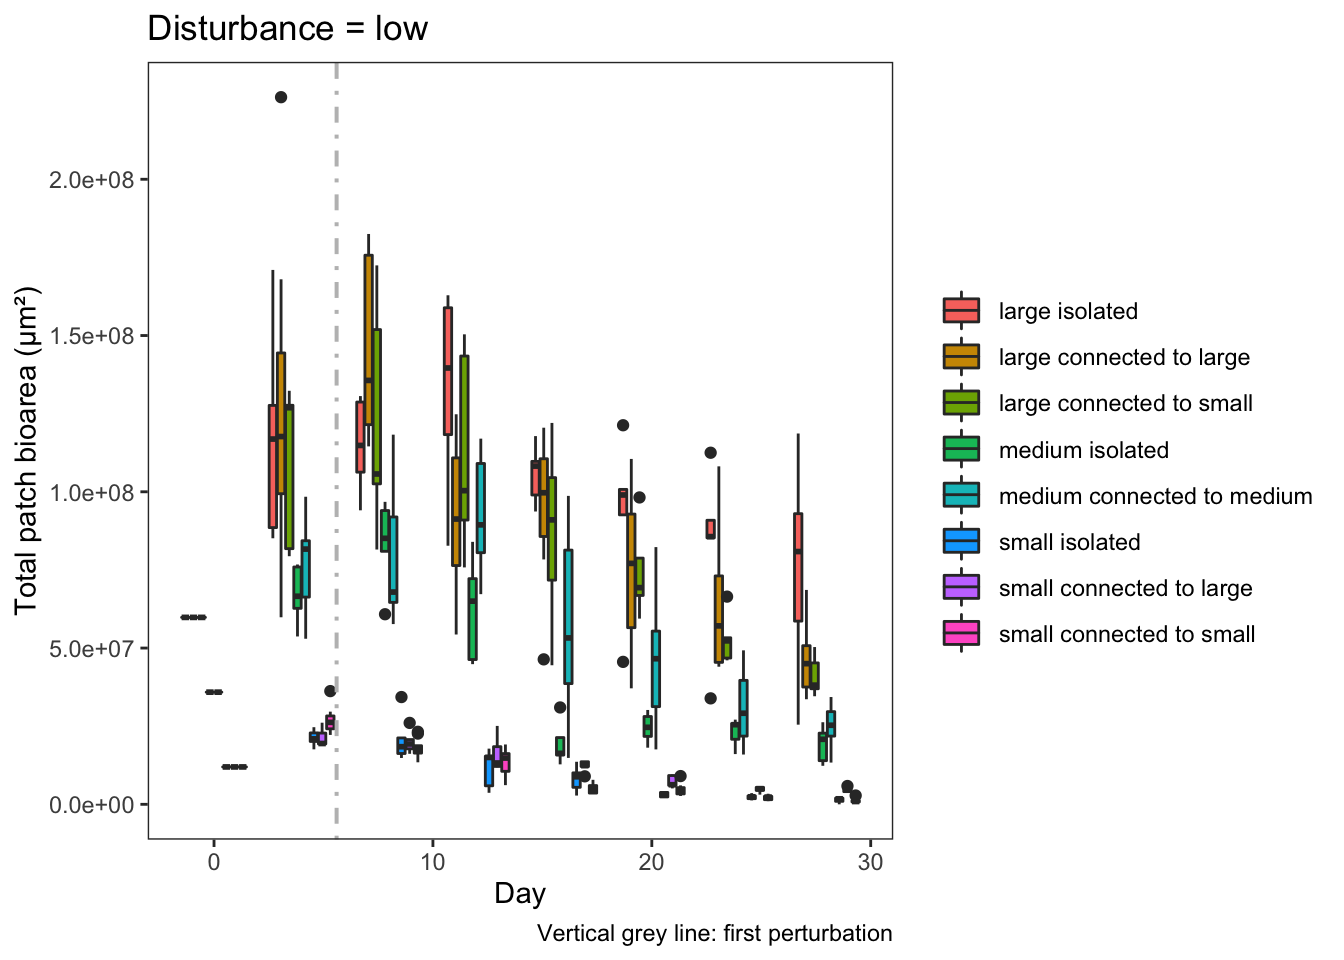 Disturbance = low
Total patch bioarea (µm²)
2.0e+08
1.5e+08
1.0e+08
5.0e+07
0.0e+00
0 10 20 30
Day
Vertical grey line: first perturbation
large isolated
large connected to large
large connected to small
medium isolated
medium connected to medium
small isolated
small connected to large
small connected to small